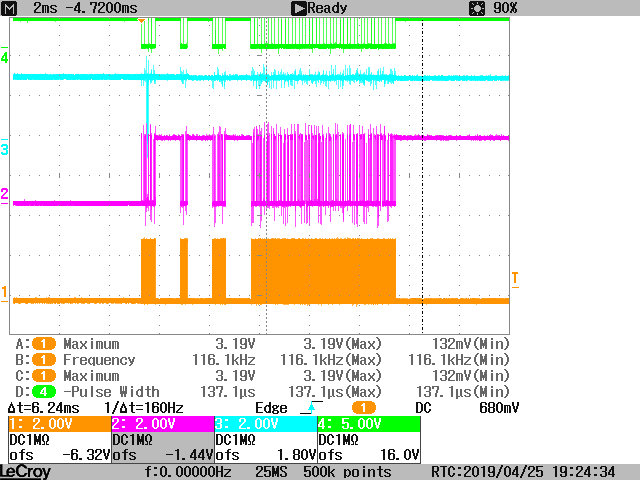 M 2ms -4.7200ms Ready 90%
4
3
2
1
T
A: 1 Maximum 3.19V 3.19V(Max) 132mV(Min)
B: 1 Frequency 116.1kHz 116.1kHz(Max) 116.1kHz(Min)
C: 1 Maximum 3.19V 3.19V(Max) 132mV(Min)
D: 4 -Pulse Width 137.1µs 137.1µs(Max) 137.1µs(Min)
Δt=6.24ms 1/Δt=160Hz Edge 1 DC 680mV
1: 2.00V 2: 2.00V 3: 2.00V 4: 5.00V
DC1MΩ DC1MΩ DC1MΩ DC1MΩ
ofs -6.32V ofs -1.44V ofs 1.80V ofs 16.0V
LeCroy f:0.00000Hz 25MS 500k points RTC:2019/04/25 19:24:34